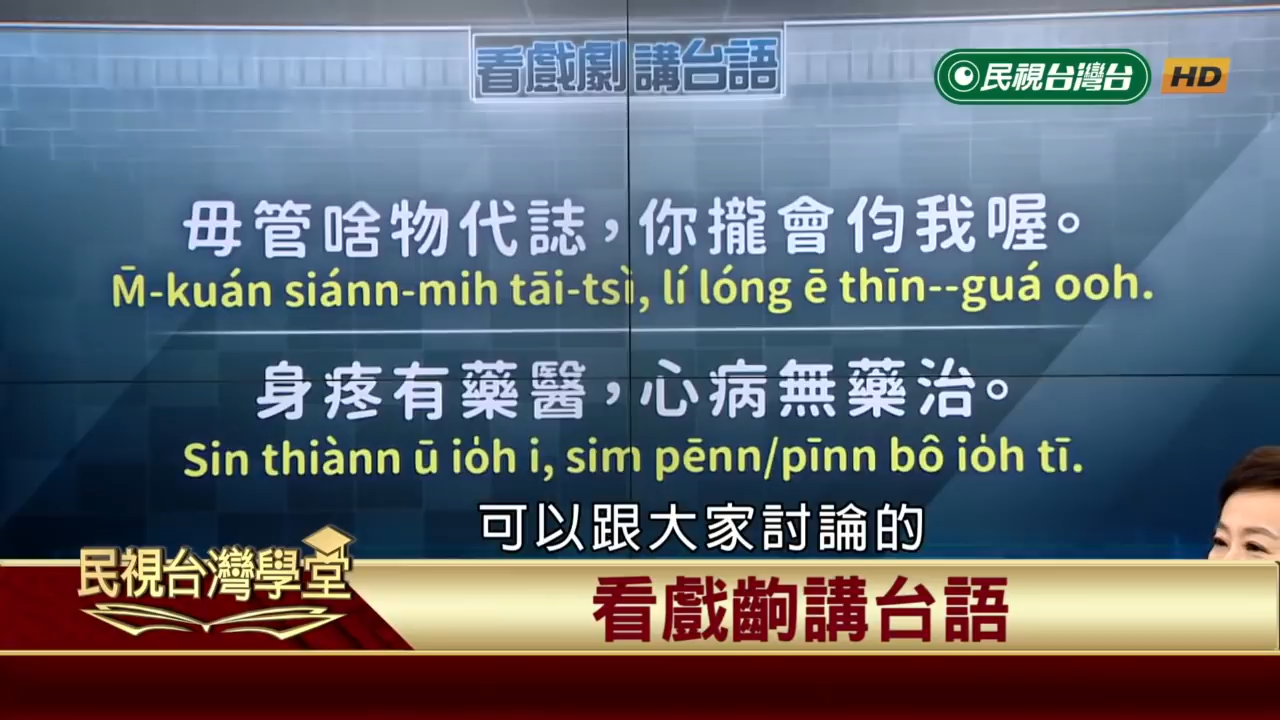 看戲劇講台語
民視台灣台 HD
毋管啥物代誌，你攏會伨我喔。
M̄-kuán siánn-mih tāi-tsì, lí lóng ē thīn--guá ooh.
身疼有藥醫，心病無藥治。
Sin thiànn ū io̍h i, sim pēnn/pīnn bô io̍h tī.
可以跟大家討論的
民視台灣學堂
看戲齣講台語